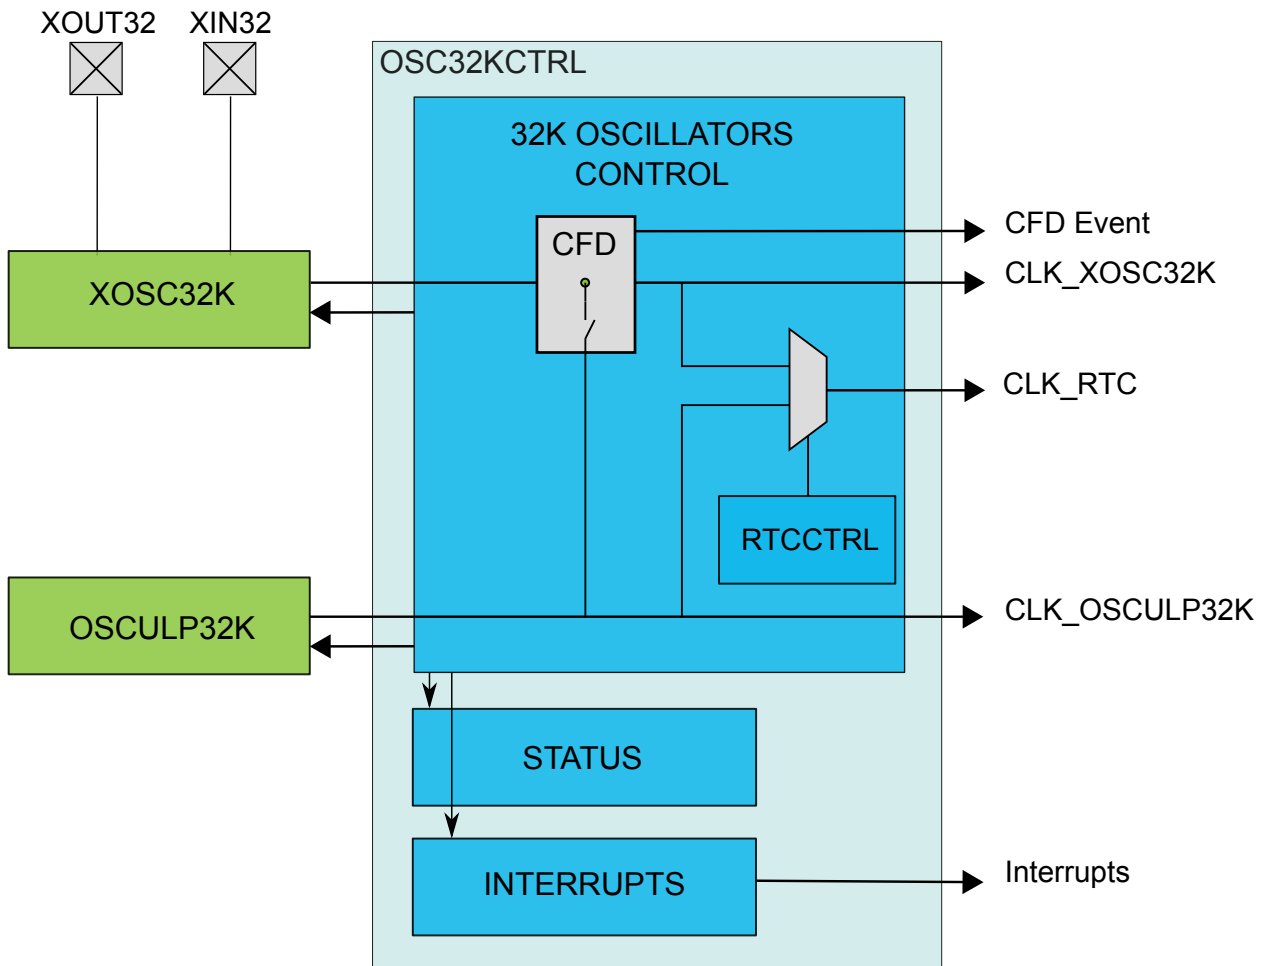 XOUT32
XIN32
OSC32KCTRL
32K OSCILLATORS
CONTROL
CFD Event
CFD
CLK_XOSC32K
XOSC32K
CLK_RTC
RTCCTRL
CLK_OSCULP32K
OSCULP32K
STATUS
Interrupts
INTERRUPTS